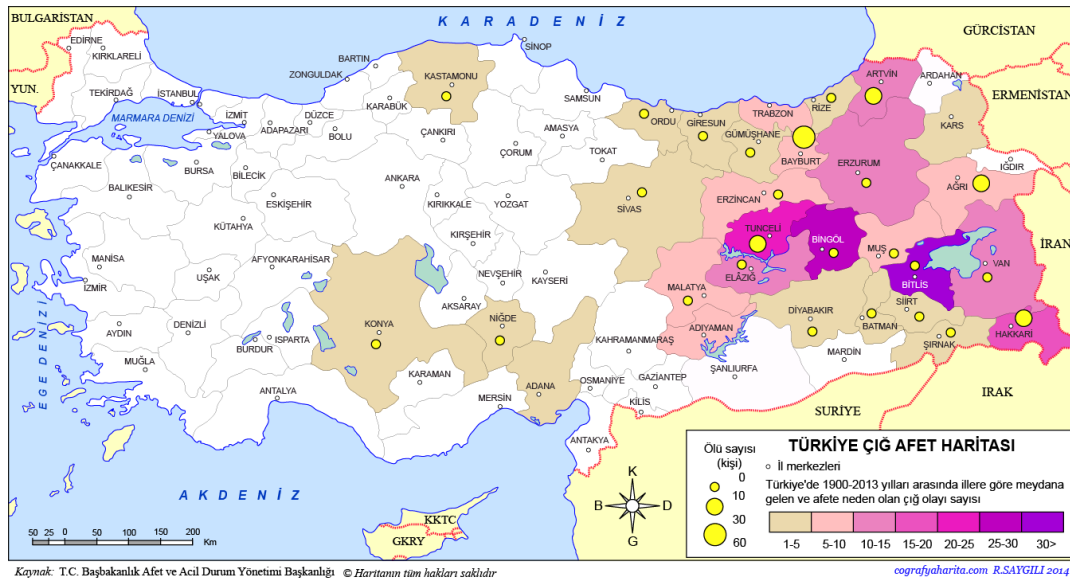 BULGARİSTAN
K A R A D E N İ Z
GÜRCİSTAN
EDİRNE
KIRKLARELİ
SİNOP
BARTIN
KASTAMONU
ZONGULDAK
ARTVİN
ARDAHAN
YUN.
TEKİRDAĞ
İSTANBUL
KARABÜK
SAMSUN
ERMENİSTAN
MARMARA DENİZİ
İZMİT
ADAPAZARI
DÜZCE
BOLU
ORDU
GİRESUN
TRABZON
RİZE
KARS
YALOVA
ÇANKIRI
AMASYA
GÜMÜŞHANE
ÇANAKKALE
BURSA
BİLECİK
ÇORUM
TOKAT
BAYBURT
ERZURUM
IĞDIR
BALIKESİR
ESKİŞEHİR
ANKARA
KIRIKKALE
YOZGAT
SİVAS
ERZİNCAN
AĞRI
KÜTAHYA
KIRŞEHİR
TUNCELİ
BİNGÖL
MUŞ
İRAN
MANİSA
UŞAK
AFYONKARAHİSAR
NEVŞEHİR
KAYSERİ
ELÂZIĞ
BİTLİS
VAN
İZMİR
AKSARAY
MALATYA
SİİRT
E G E D E N İ Z İ
AYDIN
DENİZLİ
ISPARTA
KONYA
NİĞDE
ADIYAMAN
DİYABAKIR
BATMAN
HAKKARİ
BURDUR
KAHRAMANMARAŞ
ŞIRNAK
MUĞLA
KARAMAN
ADANA
OSMANİYE
GAZİANTEP
ŞANLIURFA
MARDİN
ANTALYA
MERSİN
KİLİS
IRAK
SURİYE
ANTAKYA
A K D E N İ Z
KKTC
GKRY
K
B D
G
50 25 0 50 100 150 200
Km
Ölü sayısı
(kişi)
0
10
30
60
TÜRKİYE ÇIĞ AFET HARİTASI
İl merkezleri
Türkiye'de 1900-2013 yılları arasında illere göre meydana
gelen ve afete neden olan çığ olayı sayısı
1-5 5-10 10-15 15-20 20-25 25-30 30>
Kaynak: T.C. Başbakanlık Afet ve Acil Durum Yönetimi Başkanlığı © Haritanın tüm hakları saklıdır
cografyaharita.com R.SAYGILI 2014